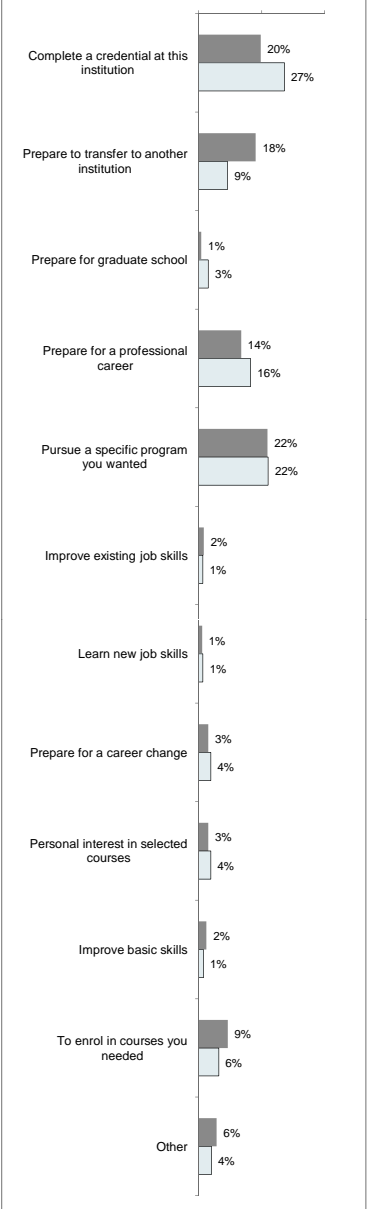 Complete a credential at this
institution
20%
27%
Prepare to transfer to another
institution
18%
9%
Prepare for graduate school
1%
3%
Prepare for a professional
career
14%
16%
Pursue a specific program
you wanted
22%
22%
Improve existing job skills
2%
1%
Learn new job skills
1%
1%
Prepare for a career change
3%
4%
Personal interest in selected
courses
3%
4%
Improve basic skills
2%
1%
To enrol in courses you
needed
9%
6%
Other
6%
4%